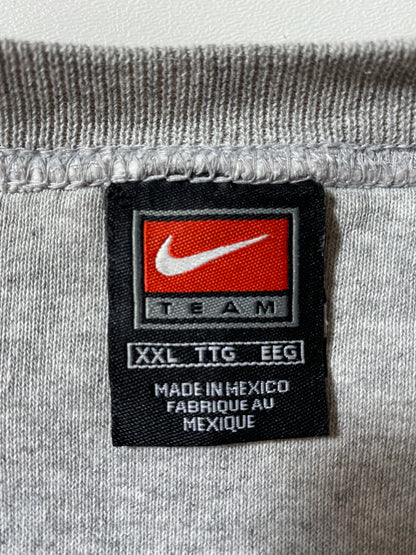 TEAM
XXL TTG EEG
MADE IN MEXICO
FABRIQUE AU
MEXIQUE